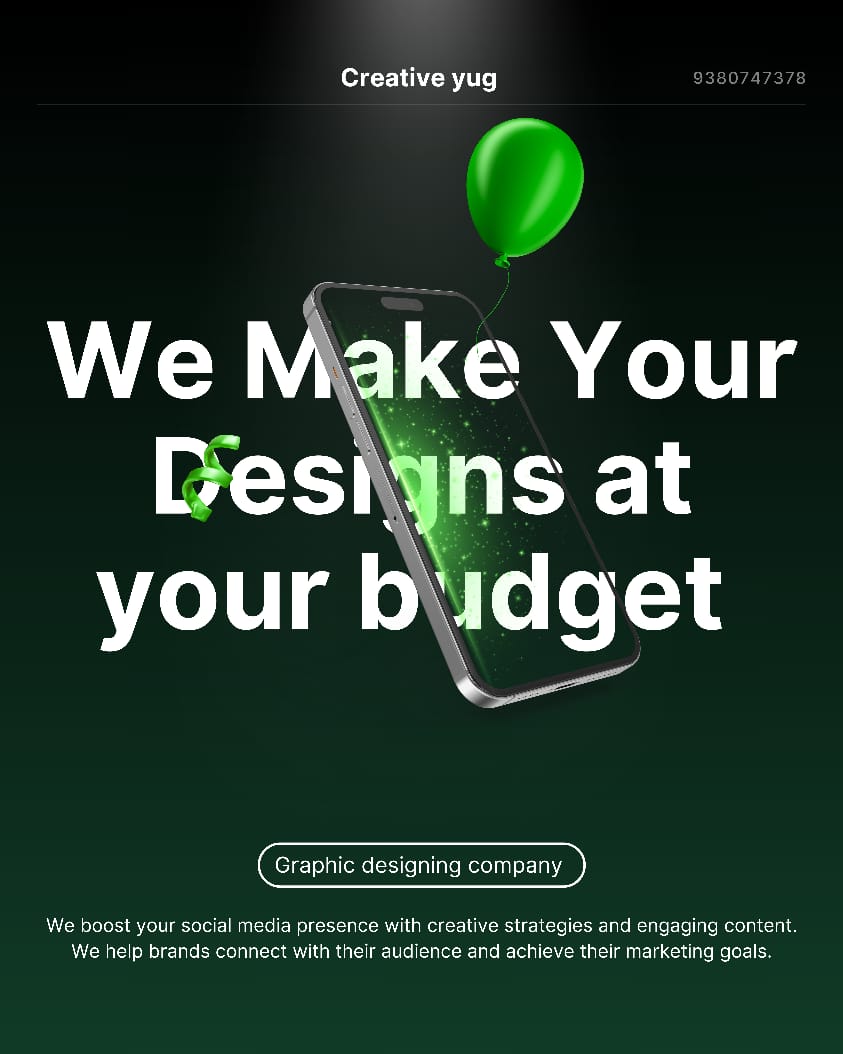 Creative yug
9380747378
We Make Your
Designs at
your budget
Graphic designing company
We boost your social media presence with creative strategies and engaging content.
We help brands connect with their audience and achieve their marketing goals.